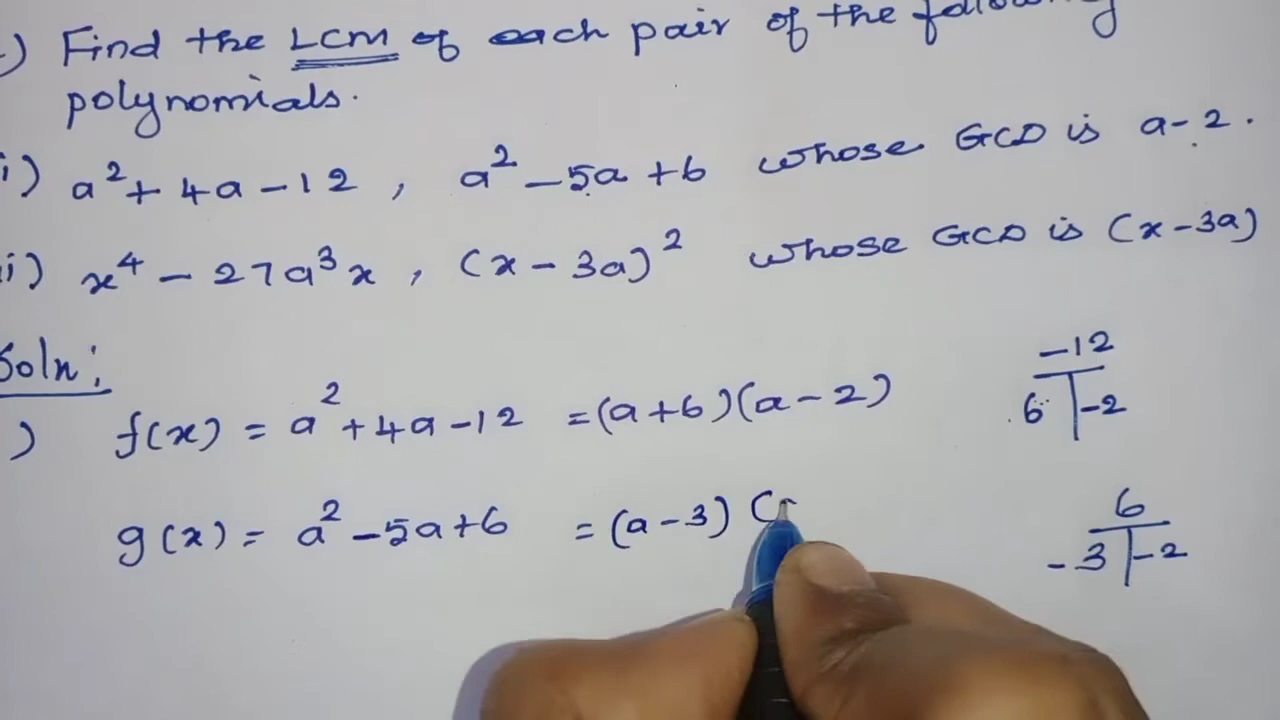 ) Find the LCM of each pair of the following
polynomials.
i) a² + 4a - 12 , a² - 5a + 6 whose GCD is a - 2.
i) x⁴ - 27a³x , (x - 3a)² whose GCD is (x - 3a)
Soln:
) f(x) = a² + 4a - 12 = (a + 6)(a - 2)
-12
6 -2
g(x) = a² - 5a + 6 = (a - 3) (
6
-3 -2